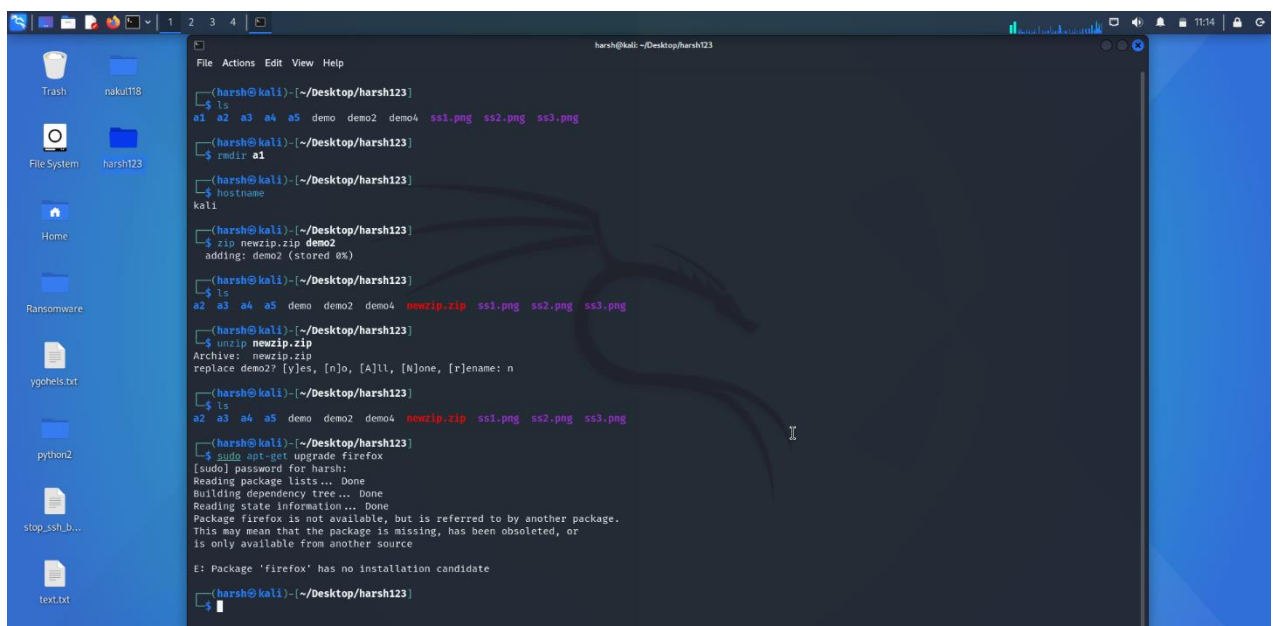 1 2 3 4
11:14
Trash
nakul118
File System
harsh123
Home
Ransomware
ygohels.txt
python2
stop_ssh_b...
text.txt
harsh@kali: ~/Desktop/harsh123
File Actions Edit View Help
┌──(harsh㉿kali)-[~/Desktop/harsh123]
└─$ ls
a1 a2 a3 a4 a5 demo demo2 demo4 ss1.png ss2.png ss3.png
┌──(harsh㉿kali)-[~/Desktop/harsh123]
└─$ rmdir a1
┌──(harsh㉿kali)-[~/Desktop/harsh123]
└─$ hostname
kali
┌──(harsh㉿kali)-[~/Desktop/harsh123]
└─$ zip newzip.zip demo2
adding: demo2 (stored 0%)
┌──(harsh㉿kali)-[~/Desktop/harsh123]
└─$ ls
a2 a3 a4 a5 demo demo2 demo4 newzip.zip ss1.png ss2.png ss3.png
┌──(harsh㉿kali)-[~/Desktop/harsh123]
└─$ unzip newzip.zip
Archive: newzip.zip
replace demo2? [y]es, [n]o, [A]ll, [N]one, [r]ename: n
┌──(harsh㉿kali)-[~/Desktop/harsh123]
└─$ ls
a2 a3 a4 a5 demo demo2 demo4 newzip.zip ss1.png ss2.png ss3.png
┌──(harsh㉿kali)-[~/Desktop/harsh123]
└─$ sudo apt-get upgrade firefox
[sudo] password for harsh:
Reading package lists... Done
Building dependency tree... Done
Reading state information... Done
Package firefox is not available, but is referred to by another package.
This may mean that the package is missing, has been obsoleted, or
is only available from another source
E: Package 'firefox' has no installation candidate
┌──(harsh㉿kali)-[~/Desktop/harsh123]
└─$